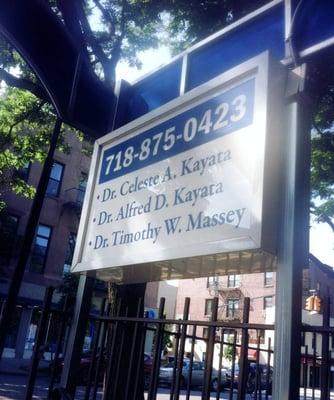 718-875-0423
• Dr. Celeste A. Kayata
• Dr. Alfred D. Kayata
• Dr. Timothy W. Massey